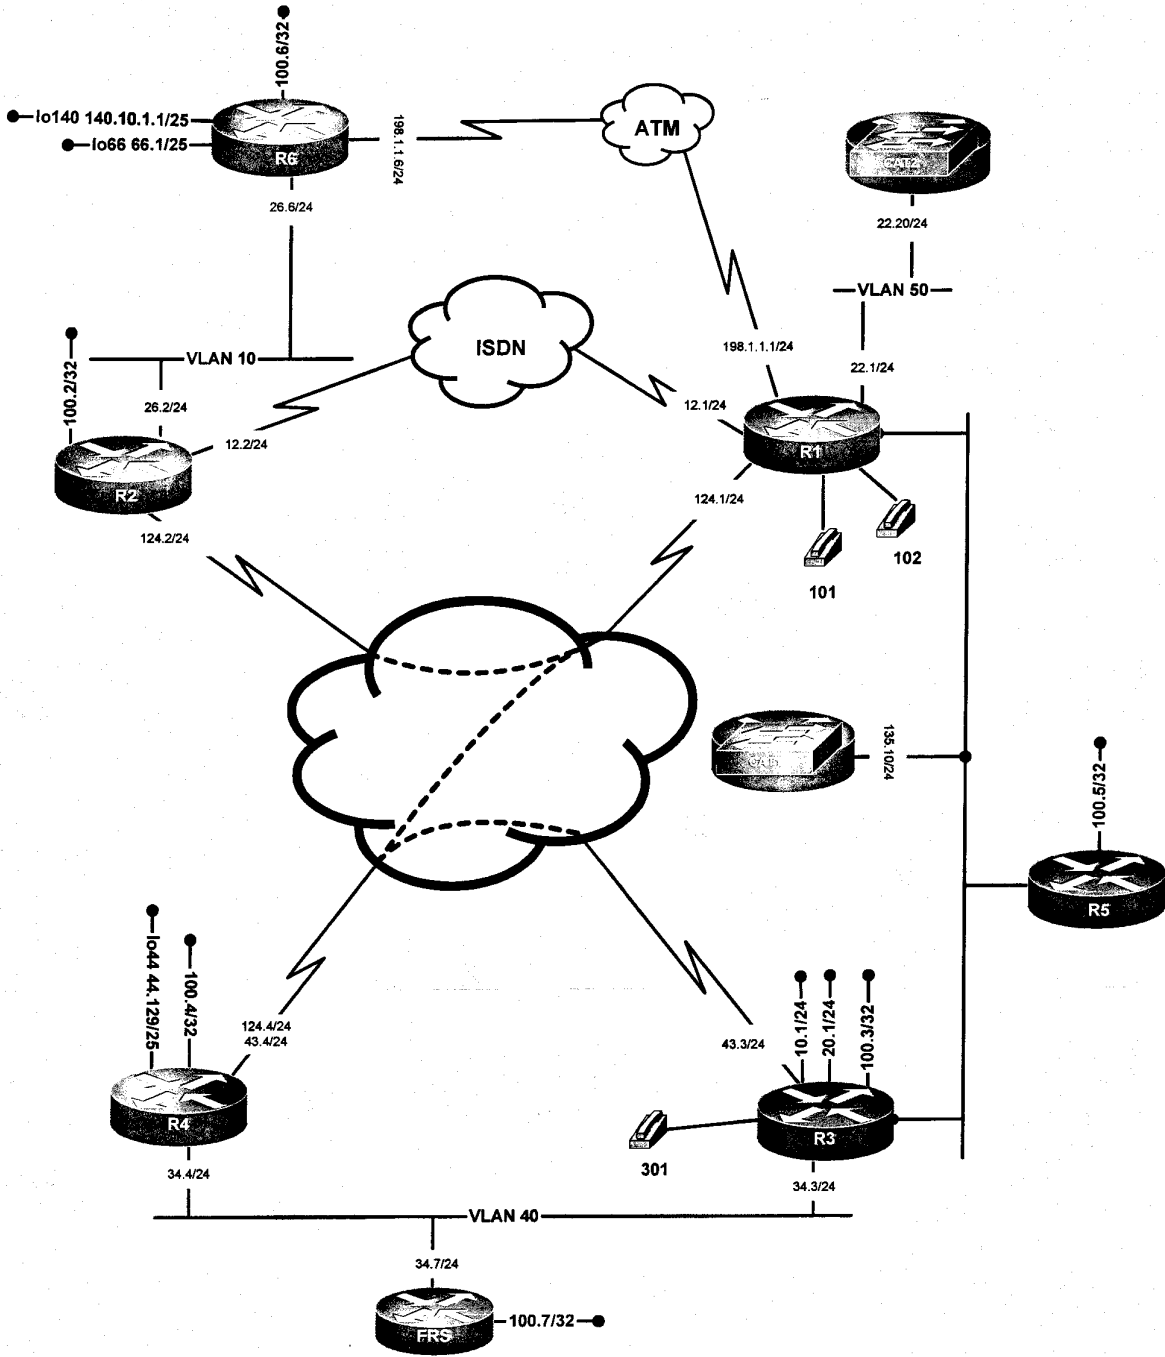 100.6/32
lo140 140.10.1.1/25
lo66 66.1/25
R6
198.1.1.6/24
ATM
CAT2
26.6/24
22.20/24
VLAN 50
ISDN
198.1.1.1/24
22.1/24
VLAN 10
100.2/32
26.2/24
12.2/24
12.1/24
R1
R2
124.2/24
124.1/24
102
101
135.10/24
CAT1
100.5/32
R5
lo44 44.129/25
100.4/32
124.4/24
43.4/24
43.3/24
10.1/24
20.1/24
100.3/32
R4
R3
301
34.4/24
34.3/24
VLAN 40
34.7/24
FRS
100.7/32